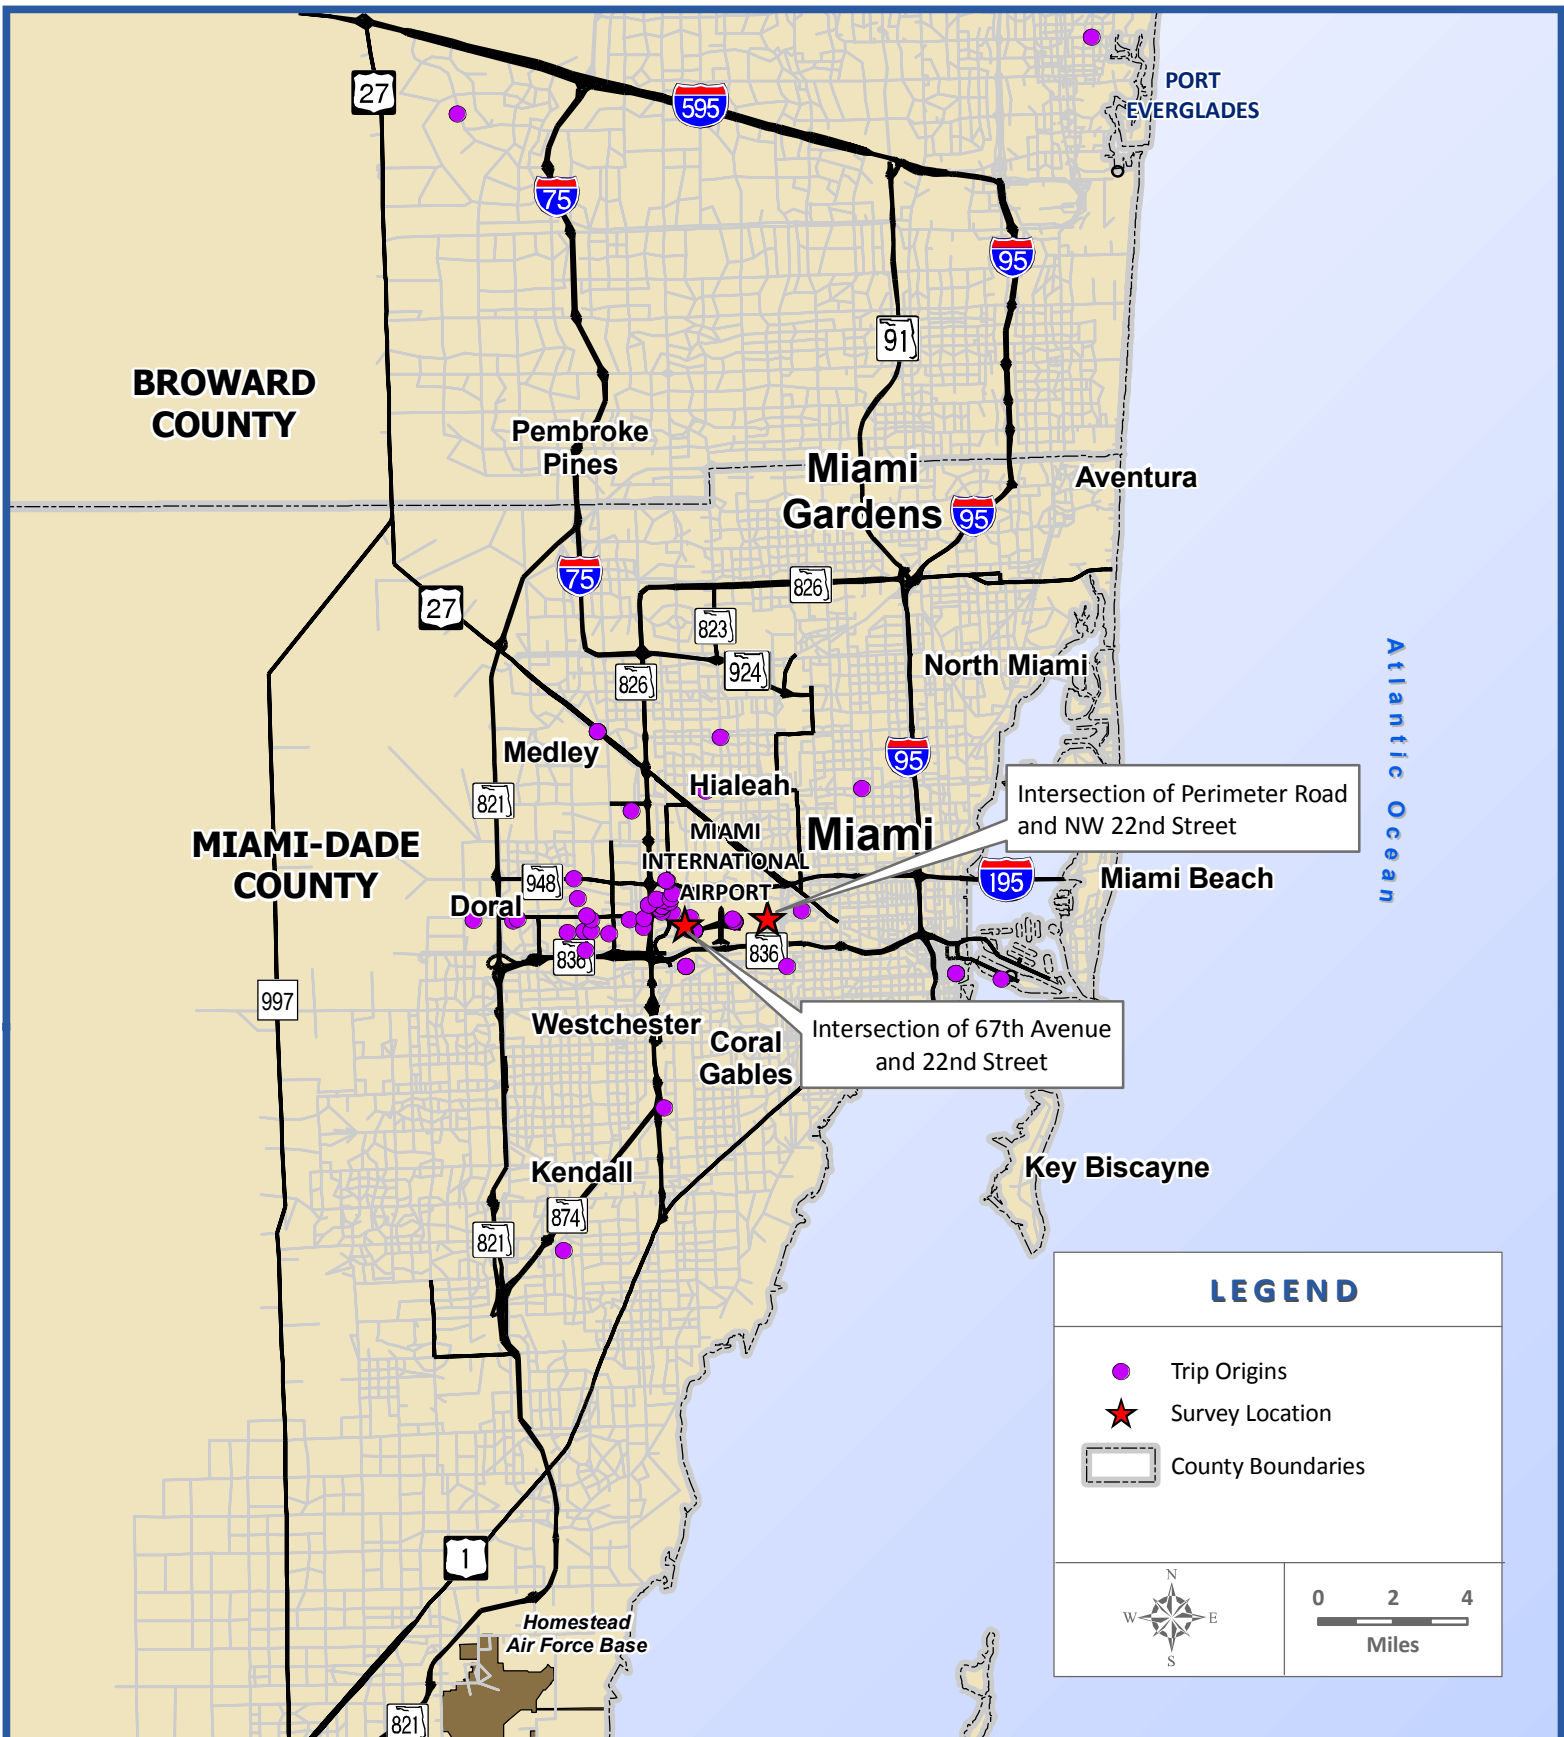 27
595
PORT
EVERGLADES
75
95
91
BROWARD
COUNTY
Pembroke
Pines
Miami
Gardens
Aventura
95
75
826
27
823
924
North Miami
826
Atlantic Ocean
Medley
95
Hialeah
821
Intersection of Perimeter Road
and NW 22nd Street
MIAMI-DADE
COUNTY
MIAMI
INTERNATIONAL
AIRPORT
Miami
948
195
Miami Beach
Doral
836
836
997
Westchester
Coral
Gables
Intersection of 67th Avenue
and 22nd Street
Kendall
Key Biscayne
874
821
LEGEND
Trip Origins
Survey Location
County Boundaries
1
N
W E
S
0 2 4
Miles
Homestead
Air Force Base
821